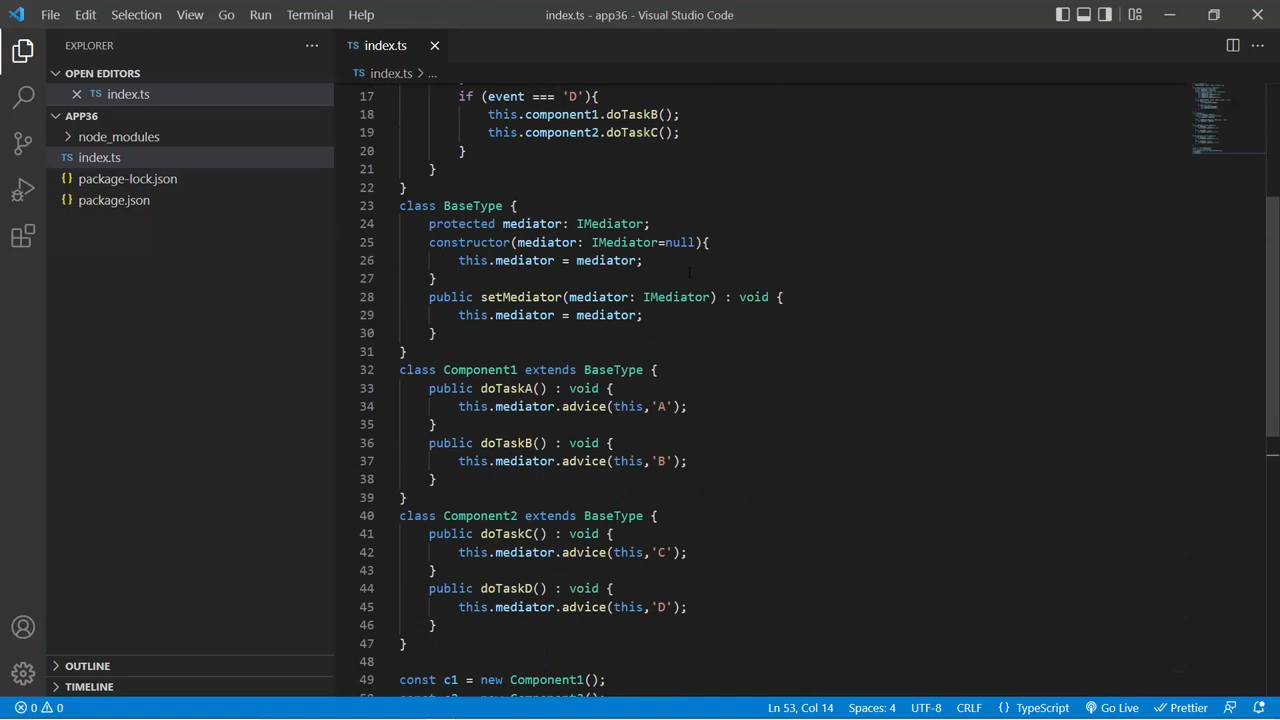 File Edit Selection View Go Run Terminal Help
index.ts - app36 - Visual Studio Code
EXPLORER
OPEN EDITORS
TS index.ts
APP36
node_modules
TS index.ts
{} package-lock.json
{} package.json
OUTLINE
TIMELINE
TS index.ts
TS index.ts > ...
17 if (event === 'D'){
18 this.component1.doTaskB();
19 this.component2.doTaskC();
20 }
21 }
22 }
23 class BaseType {
24 protected mediator: IMediator;
25 constructor(mediator: IMediator=null){
26 this.mediator = mediator;
27 }
28 public setMediator(mediator: IMediator) : void {
29 this.mediator = mediator;
30 }
31 }
32 class Component1 extends BaseType {
33 public doTaskA() : void {
34 this.mediator.advice(this,'A');
35 }
36 public doTaskB() : void {
37 this.mediator.advice(this,'B');
38 }
39 }
40 class Component2 extends BaseType {
41 public doTaskC() : void {
42 this.mediator.advice(this,'C');
43 }
44 public doTaskD() : void {
45 this.mediator.advice(this,'D');
46 }
47 }
48
49 const c1 = new Component1();
0 0 Ln 53, Col 14 Spaces: 4 UTF-8 CRLF {} TypeScript Go Live Prettier